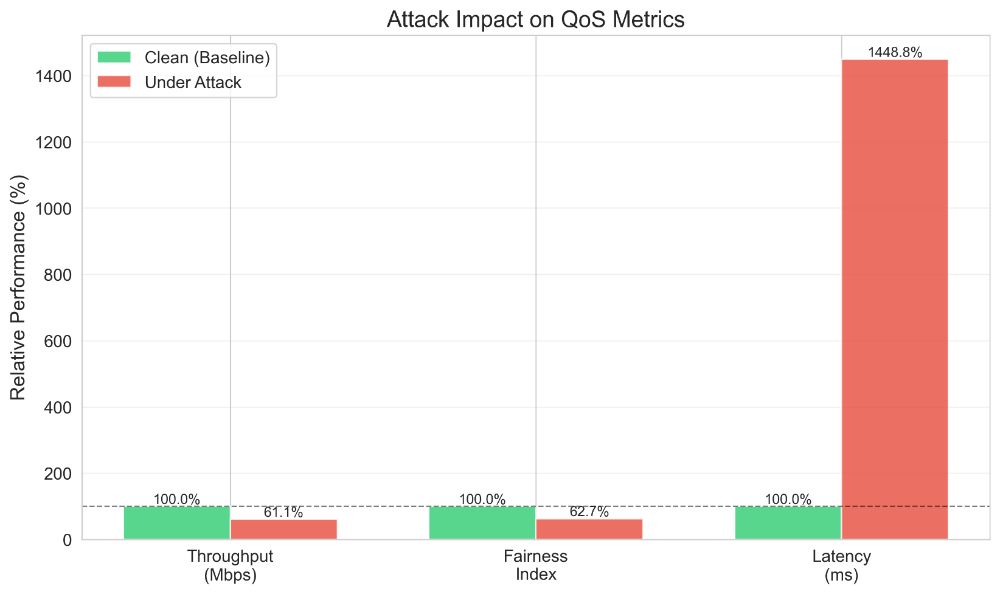 Attack Impact on QoS Metrics
Clean (Baseline)
Under Attack
Relative Performance (%)
1400
1200
1000
800
600
400
200
0
100.0%
61.1%
100.0%
62.7%
100.0%
1448.8%
Throughput
(Mbps)
Fairness
Index
Latency
(ms)